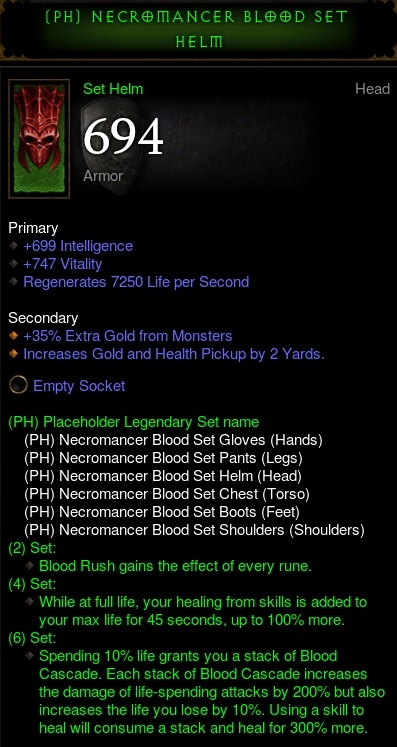 (PH) NECROMANCER BLOOD SET
HELM
Set Helm Head
694
Armor
Primary
+699 Intelligence
+747 Vitality
Regenerates 7250 Life per Second
Secondary
+35% Extra Gold from Monsters
Increases Gold and Health Pickup by 2 Yards.
Empty Socket
(PH) Placeholder Legendary Set name
(PH) Necromancer Blood Set Gloves (Hands)
(PH) Necromancer Blood Set Pants (Legs)
(PH) Necromancer Blood Set Helm (Head)
(PH) Necromancer Blood Set Chest (Torso)
(PH) Necromancer Blood Set Boots (Feet)
(PH) Necromancer Blood Set Shoulders (Shoulders)
(2) Set:
Blood Rush gains the effect of every rune.
(4) Set:
While at full life, your healing from skills is added to
your max life for 45 seconds, up to 100% more.
(6) Set:
Spending 10% life grants you a stack of Blood
Cascade. Each stack of Blood Cascade increases
the damage of life-spending attacks by 200% but also
increases the life you lose by 10%. Using a skill to
heal will consume a stack and heal for 300% more.